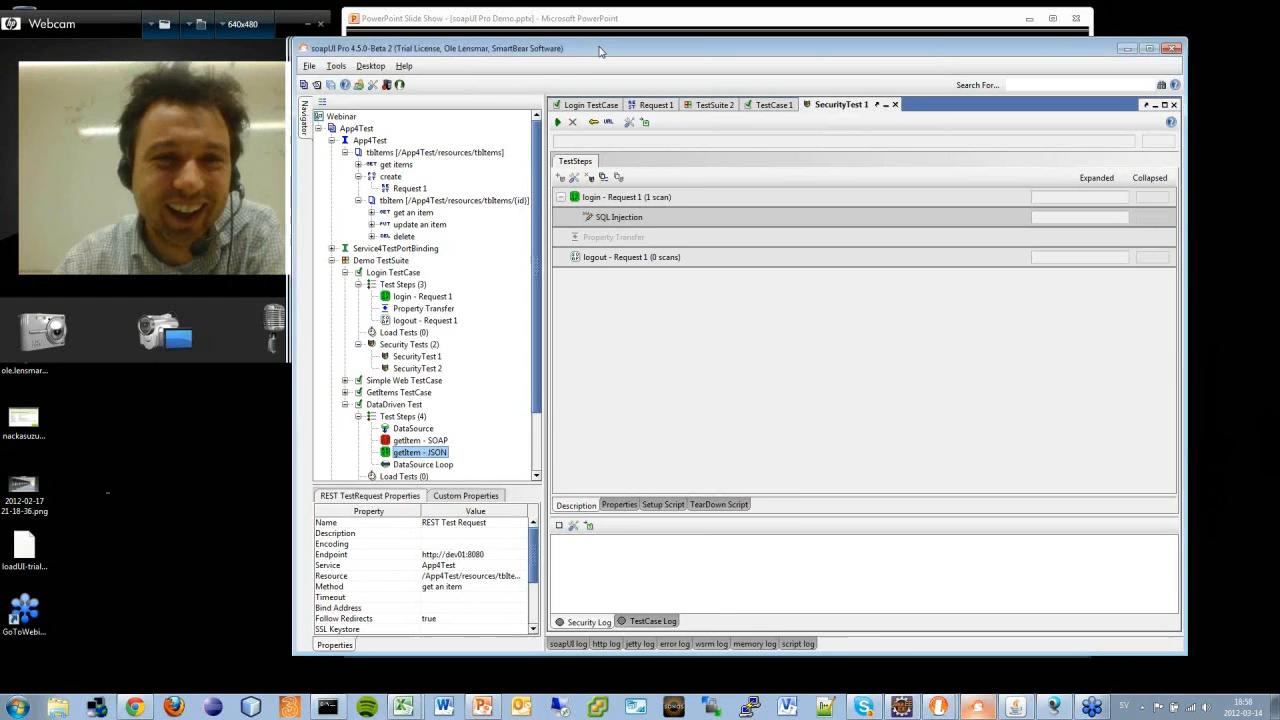 Webcam
640x480
PowerPoint Slide Show - [soapUI Pro Demo.pptx] - Microsoft PowerPoint
soapUI Pro 4.5.0-Beta 2 (Trial License, Ole Lensmar, SmartBear Software)
File Tools Desktop Help
Search For...
Navigator
Webinar
App4Test
App4Test
tbItems [/App4Test/resources/tbItems]
get items
create
Request 1
tbItem [/App4Test/resources/tbItems/{id}]
get an item
update an item
delete
Service4TestPortBinding
Demo TestSuite
Login TestCase
Test Steps (3)
login - Request 1
Property Transfer
logout - Request 1
Load Tests (0)
Security Tests (2)
SecurityTest 1
SecurityTest 2
Simple Web TestCase
GetItems TestCase
DataDriven Test
Test Steps (4)
DataSource
getItem - SOAP
getItem - JSON
DataSource Loop
Load Tests (0)
REST TestRequest Properties Custom Properties
Property Value
Name REST Test Request
Description
Encoding
Endpoint http://dev01:8080
Service App4Test
Resource /App4Test/resources/tbIte...
Method get an item
Timeout
Bind Address
Follow Redirects true
SSL Keystore
Properties
Login TestCase Request 1 TestSuite 2 TestCase 1 SecurityTest 1
URL
TestSteps
Expanded Collapsed
login - Request 1 (1 scan)
SQL Injection
Property Transfer
logout - Request 1 (0 scans)
Description Properties Setup Script TearDown Script
Security Log TestCase Log
soapUI log http log jetty log error log wsrm log memory log script log
ole.lensmar...
nackasuzu...
2012-02-17
21-18-36.png
loadUI-trial...
GoToWebi...
SONOS
SV
18:58
2012-03-14